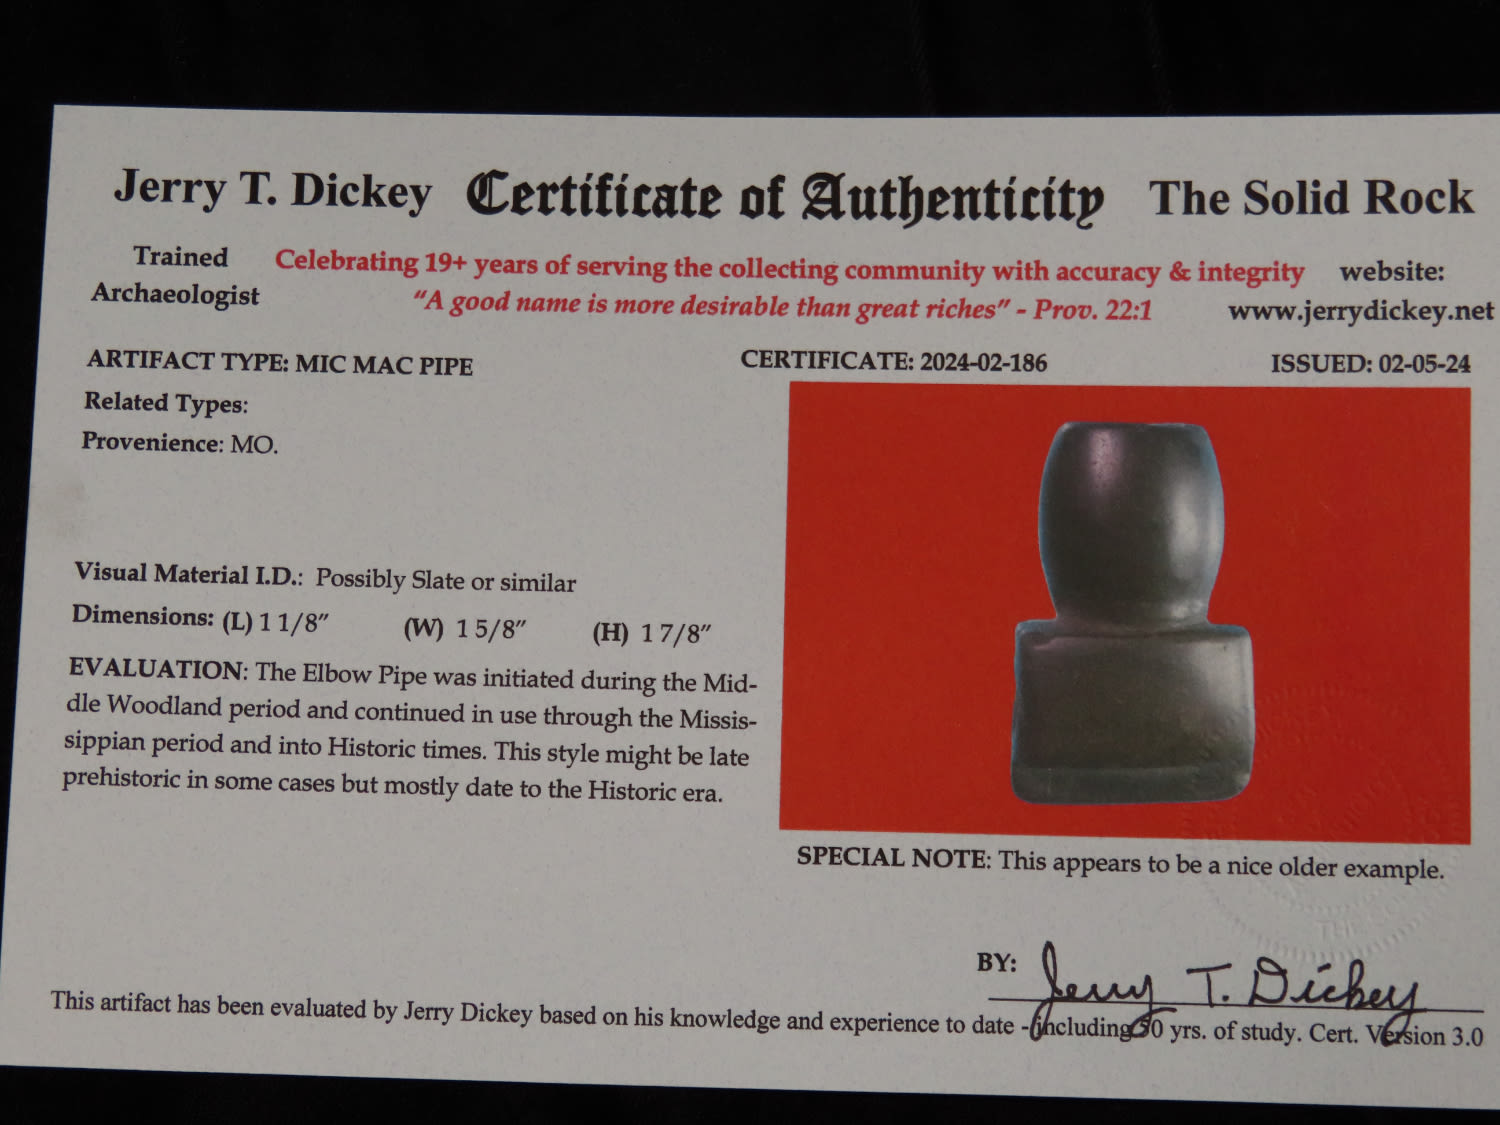 Jerry T. Dickey Certificate of Authenticity The Solid Rock
Trained Archaeologist
Celebrating 19+ years of serving the collecting community with accuracy & integrity
"A good name is more desirable than great riches" - Prov. 22:1
website:
www.jerrydickey.net
ARTIFACT TYPE: MIC MAC PIPE
CERTIFICATE: 2024-02-186
ISSUED: 02-05-24
Related Types:
Provenience: MO.
Visual Material I.D.: Possibly Slate or similar
Dimensions: (L) 1 1/8" (W) 1 5/8" (H) 1 7/8"
EVALUATION: The Elbow Pipe was initiated during the Mid-
dle Woodland period and continued in use through the Missis-
sippian period and into Historic times. This style might be late
prehistoric in some cases but mostly date to the Historic era.
SPECIAL NOTE: This appears to be a nice older example.
BY: Jerry T. Dickey
This artifact has been evaluated by Jerry Dickey based on his knowledge and experience to date - including 50 yrs. of study. Cert. Version 3.0
THE